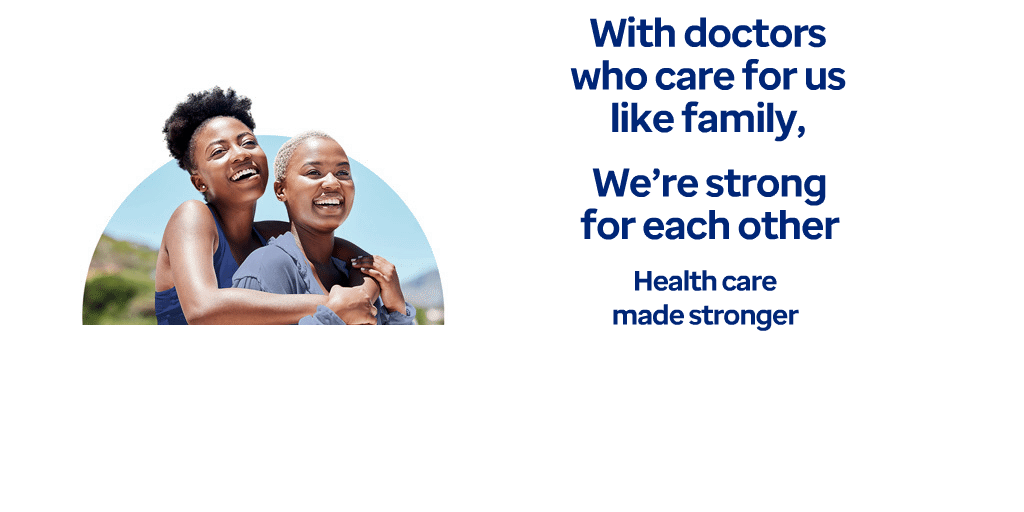 With doctors
who care for us
like family,
We’re strong
for each other
Health care
made stronger